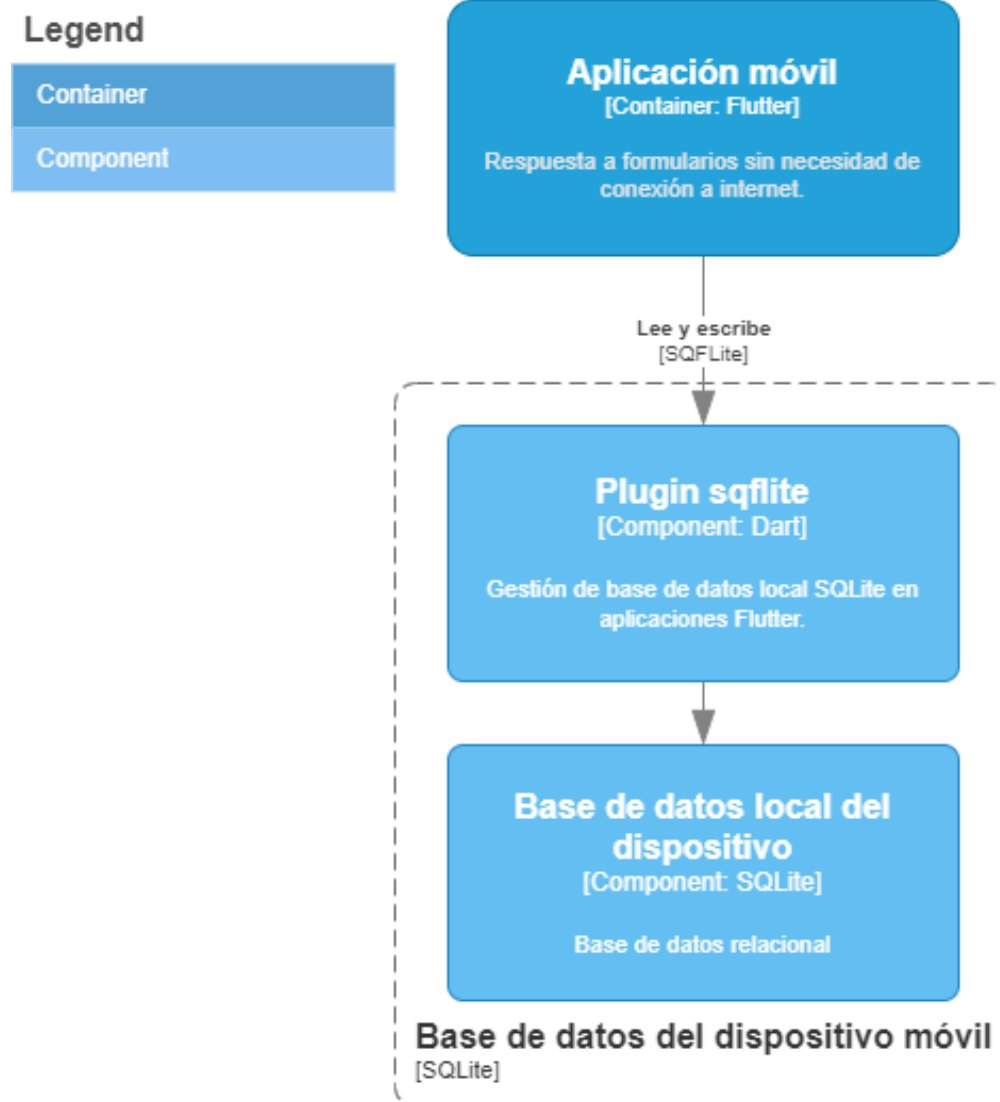 Legend
Container
Component
Aplicación móvil
[Container: Flutter]
Respuesta a formularios sin necesidad de
conexión a internet.
Lee y escribe
[SQFLite]
Plugin sqflite
[Component: Dart]
Gestión de base de datos local SQLite en
aplicaciones Flutter.
Base de datos local del
dispositivo
[Component: SQLite]
Base de datos relacional
Base de datos del dispositivo móvil
[SQLite]